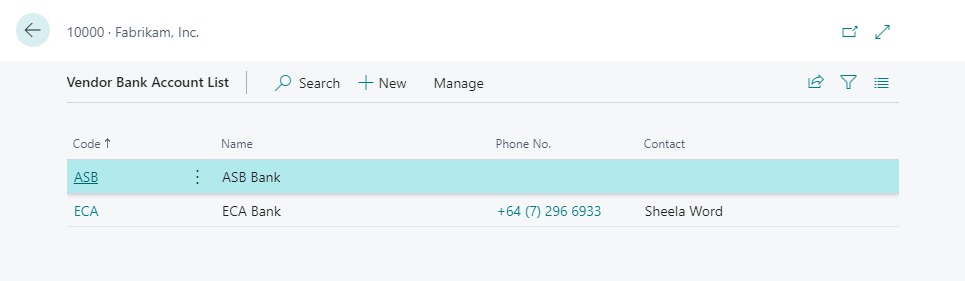 10000 · Fabrikam, Inc.
Vendor Bank Account List Search New Manage
Code ↑ Name Phone No. Contact
ASB ASB Bank
ECA ECA Bank +64 (7) 296 6933 Sheela Word